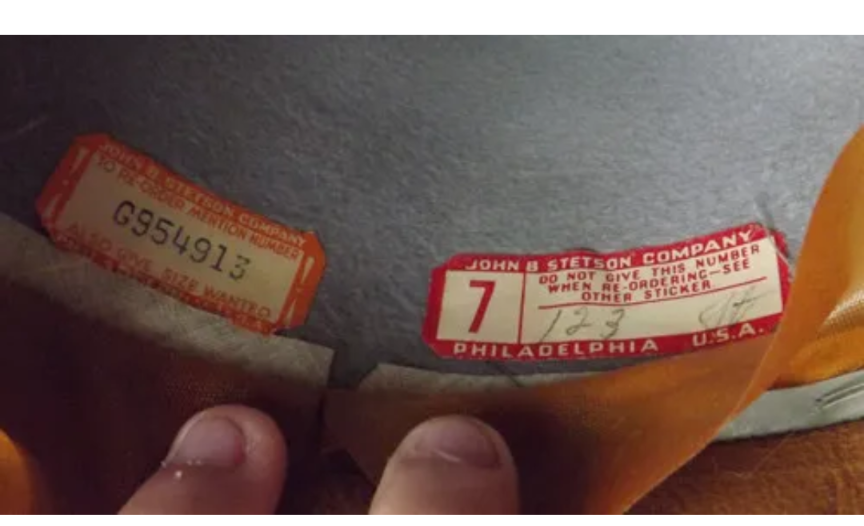 JOHN B STETSON COMPANY
TO RE-ORDER MENTION NUMBER
G954913
ALSO GIVE SIZE WANTED
JOHN B STETSON COMPANY
7
DO NOT GIVE THIS NUMBER
WHEN RE-ORDERING-SEE
OTHER STICKER
123
PHILADELPHIA U.S.A.